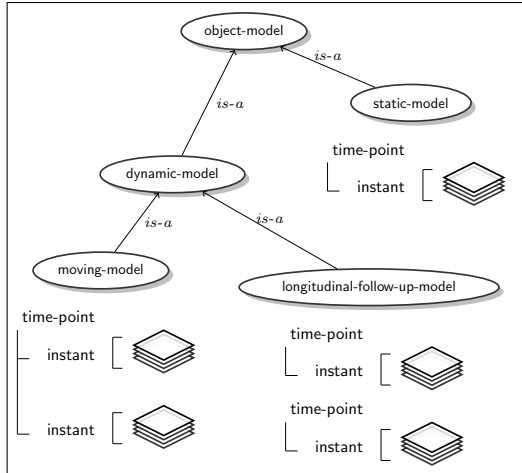 object-model
is-a
static-model
is-a
time-point
instant
dynamic-model
is-a
is-a
moving-model
longitudinal-follow-up-model
time-point
instant
instant
time-point
instant
time-point
instant